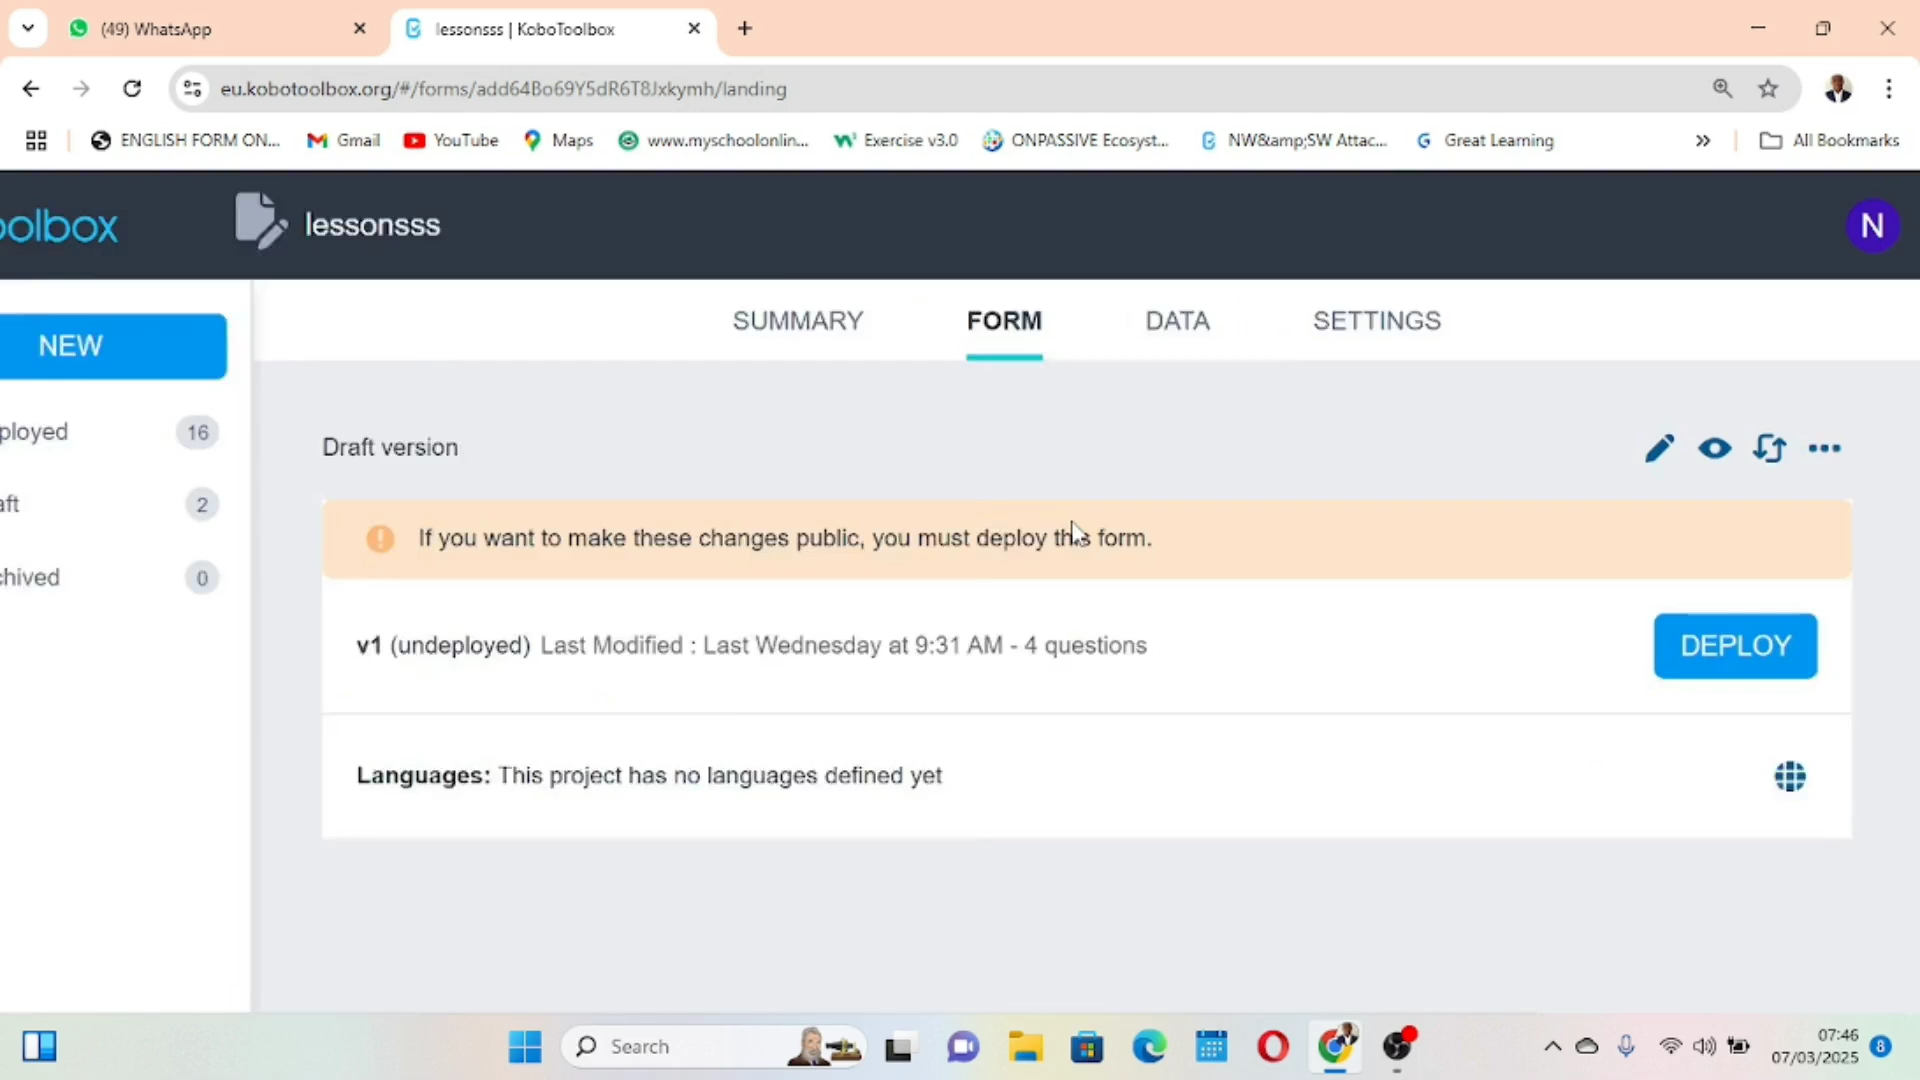 (49) WhatsApp
lessonsss | KoboToolbox
eu.kobotoolbox.org/#/forms/add64Bo69Y5dR6T8Jxkymh/landing
ENGLISH FORM ON...
Gmail
YouTube
Maps
www.myschoolonlin...
Exercise v3.0
ONPASSIVE Ecosyst...
NW&amp;SW Attac...
Great Learning
All Bookmarks
oolbox
lessonsss
N
SUMMARY
FORM
DATA
SETTINGS
NEW
ployed 16
aft 2
chived 0
Draft version
If you want to make these changes public, you must deploy this form.
v1 (undeployed) Last Modified : Last Wednesday at 9:31 AM - 4 questions
DEPLOY
Languages: This project has no languages defined yet
Search
07:46
07/03/2025
8